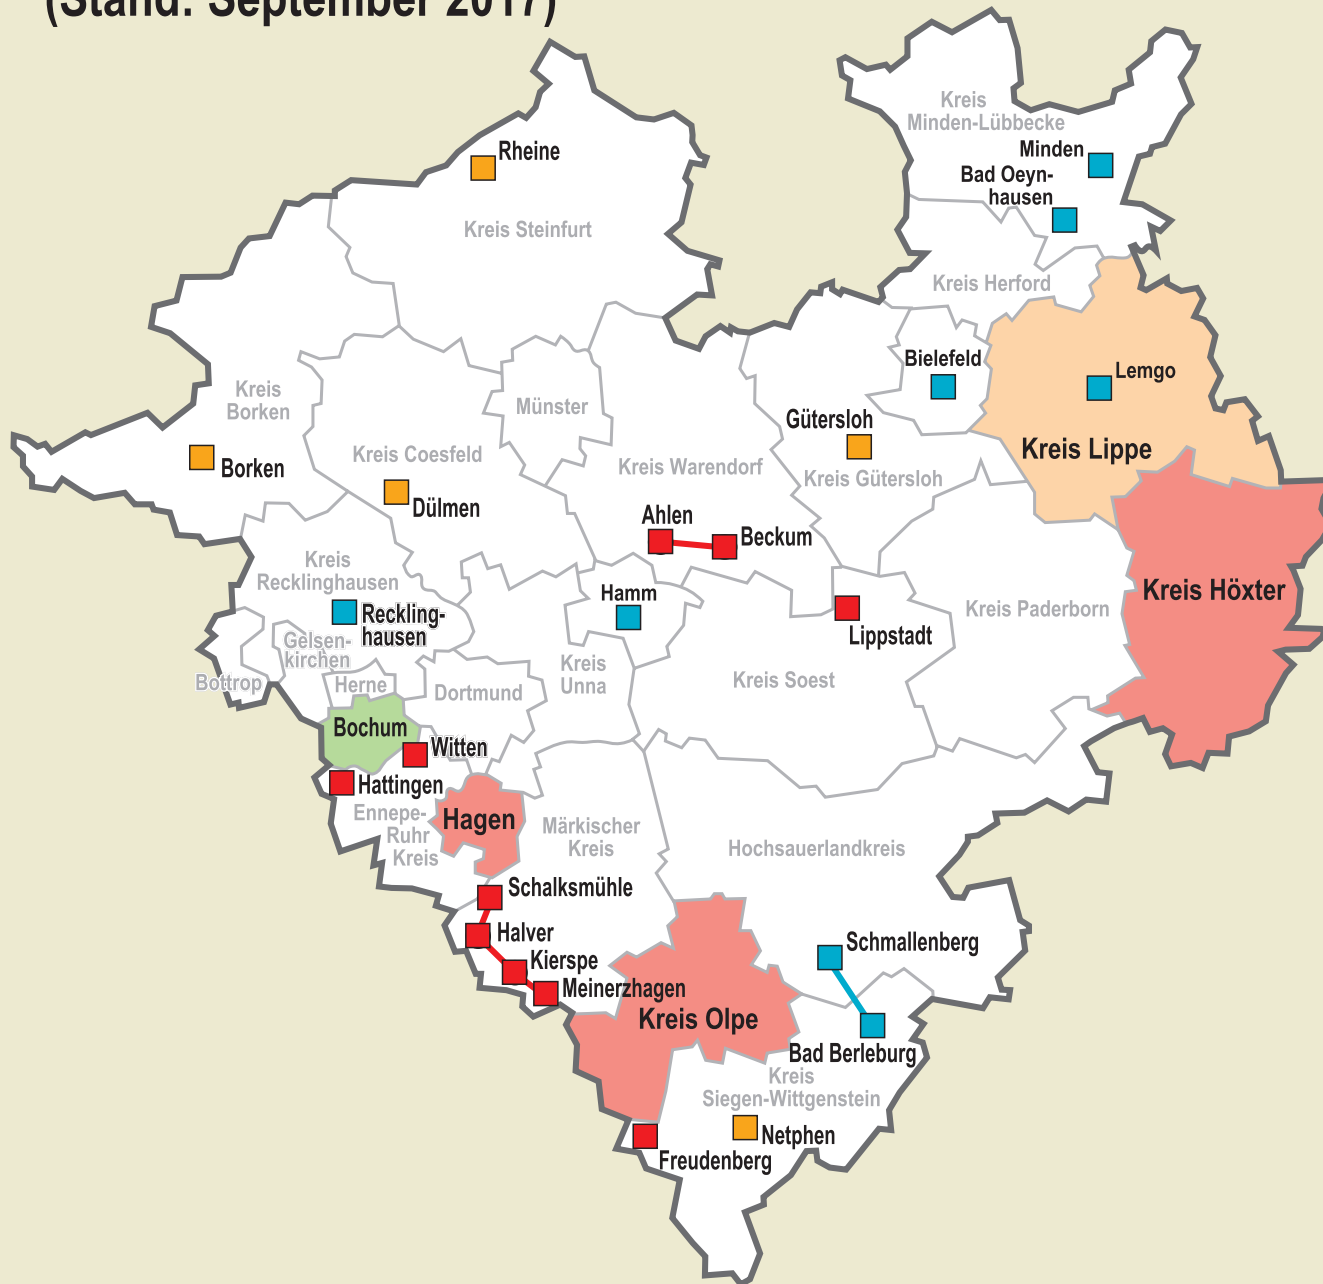 (Stand: September 2017)
Kreis
Minden-Lübbecke
Minden
Bad Oeyn-
hausen
Rheine
Kreis Steinfurt
Kreis Herford
Bielefeld
Lemgo
Kreis
Borken
Münster
Gütersloh
Kreis Lippe
Kreis Coesfeld
Kreis Warendorf
Kreis Gütersloh
Borken
Dülmen
Ahlen
Beckum
Kreis
Recklinghausen
Reckling-
hausen
Hamm
Kreis Höxter
Kreis Paderborn
Lippstadt
Gelsen-
kirchen
Bottrop
Herne
Dortmund
Kreis
Unna
Kreis Soest
Bochum
Witten
Hattingen
Ennepe-
Ruhr
Kreis
Hagen
Märkischer
Kreis
Hochsauerlandkreis
Schalksmühle
Halver
Kierspe
Meinerzhagen
Schmallenberg
Kreis Olpe
Bad Berleburg
Kreis
Siegen-Wittgenstein
Netphen
Freudenberg